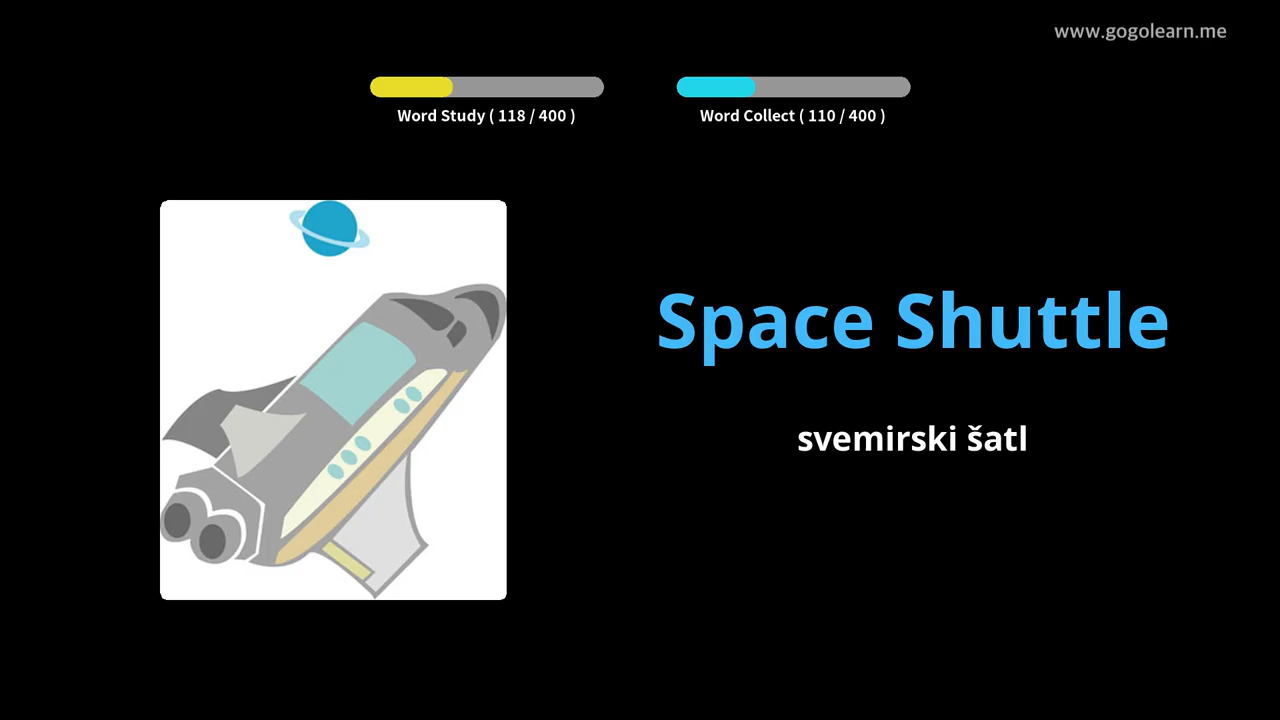 www.gogolearn.me
Word Study ( 118 / 400 )
Word Collect ( 110 / 400 )
Space Shuttle
svemirski šatl